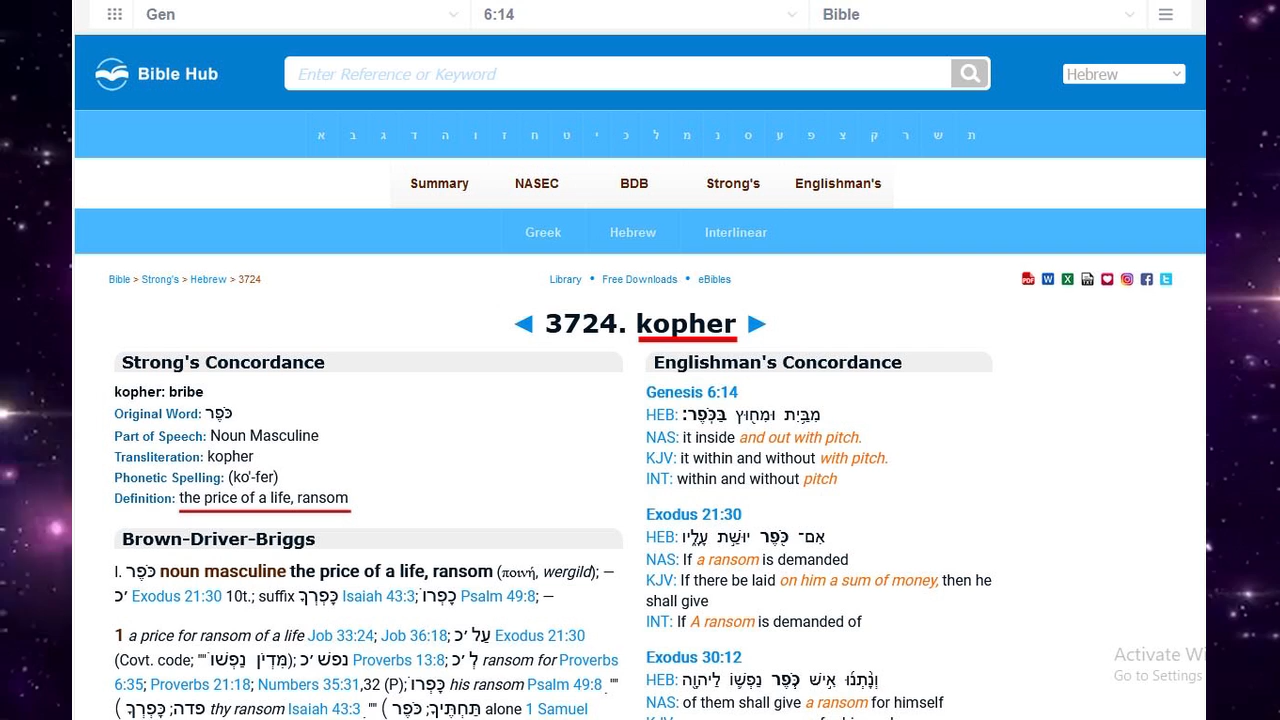 Gen 6:14 Bible
Bible Hub Enter Reference or Keyword Hebrew
א ב ג ד ה ו ז ח ט י כ ל מ נ ס ע פ צ ק ר ש ת
Summary NASEC BDB Strong's Englishman's
Greek Hebrew Interlinear
Bible > Strong's > Hebrew > 3724
Library • Free Downloads • eBibles
◄ 3724. kopher ►
Strong's Concordance
kopher: bribe
Original Word: כֹּפֶר
Part of Speech: Noun Masculine
Transliteration: kopher
Phonetic Spelling: (ko'-fer)
Definition: the price of a life, ransom
Brown-Driver-Briggs
I. כֹּפֶר noun masculine the price of a life, ransom (ποινή, wergild); —
כ׳ Exodus 21:30 10t.; suffix כָּפְרְךָ Isaiah 43:3; כָפְרוֺ Psalm 49:8; —
1 a price for ransom of a life Job 33:24; Job 36:18; עַל כ׳ Exodus 21:30
(Covt. code; ""מִּדְיֹן נַפְשׁוֺ); נפשׁ כ׳ Proverbs 13:8; לְ כ׳ ransom for Proverbs
6:35; Proverbs 21:18; Numbers 35:31,32 (P); כָּפְרוֺ his ransom Psalm 49:8 ""
( פדה; כָּפְרְךָ thy ransom Isaiah 43:3 "" ( תַּחְתֶּיךָ; כֹּפֶר alone 1 Samuel
Englishman's Concordance
Genesis 6:14
HEB: מִבַּ֥יִת וּמִח֖וּץ בַּכֹּֽפֶר׃
NAS: it inside and out with pitch.
KJV: it within and without with pitch.
INT: within and without pitch
Exodus 21:30
HEB: אִם־ כֹּ֖פֶר יוּשַׁ֣ת עָלָ֑יו
NAS: If a ransom is demanded
KJV: If there be laid on him a sum of money, then he
shall give
INT: If A ransom is demanded of
Exodus 30:12
HEB: וְנָ֨תְנ֜וּ אִ֣ישׁ כֹּ֧פֶר נַפְשׁ֛וֹ לַיהוָ֖ה
NAS: of them shall give a ransom for himself
Activate Wi
Go to Settings